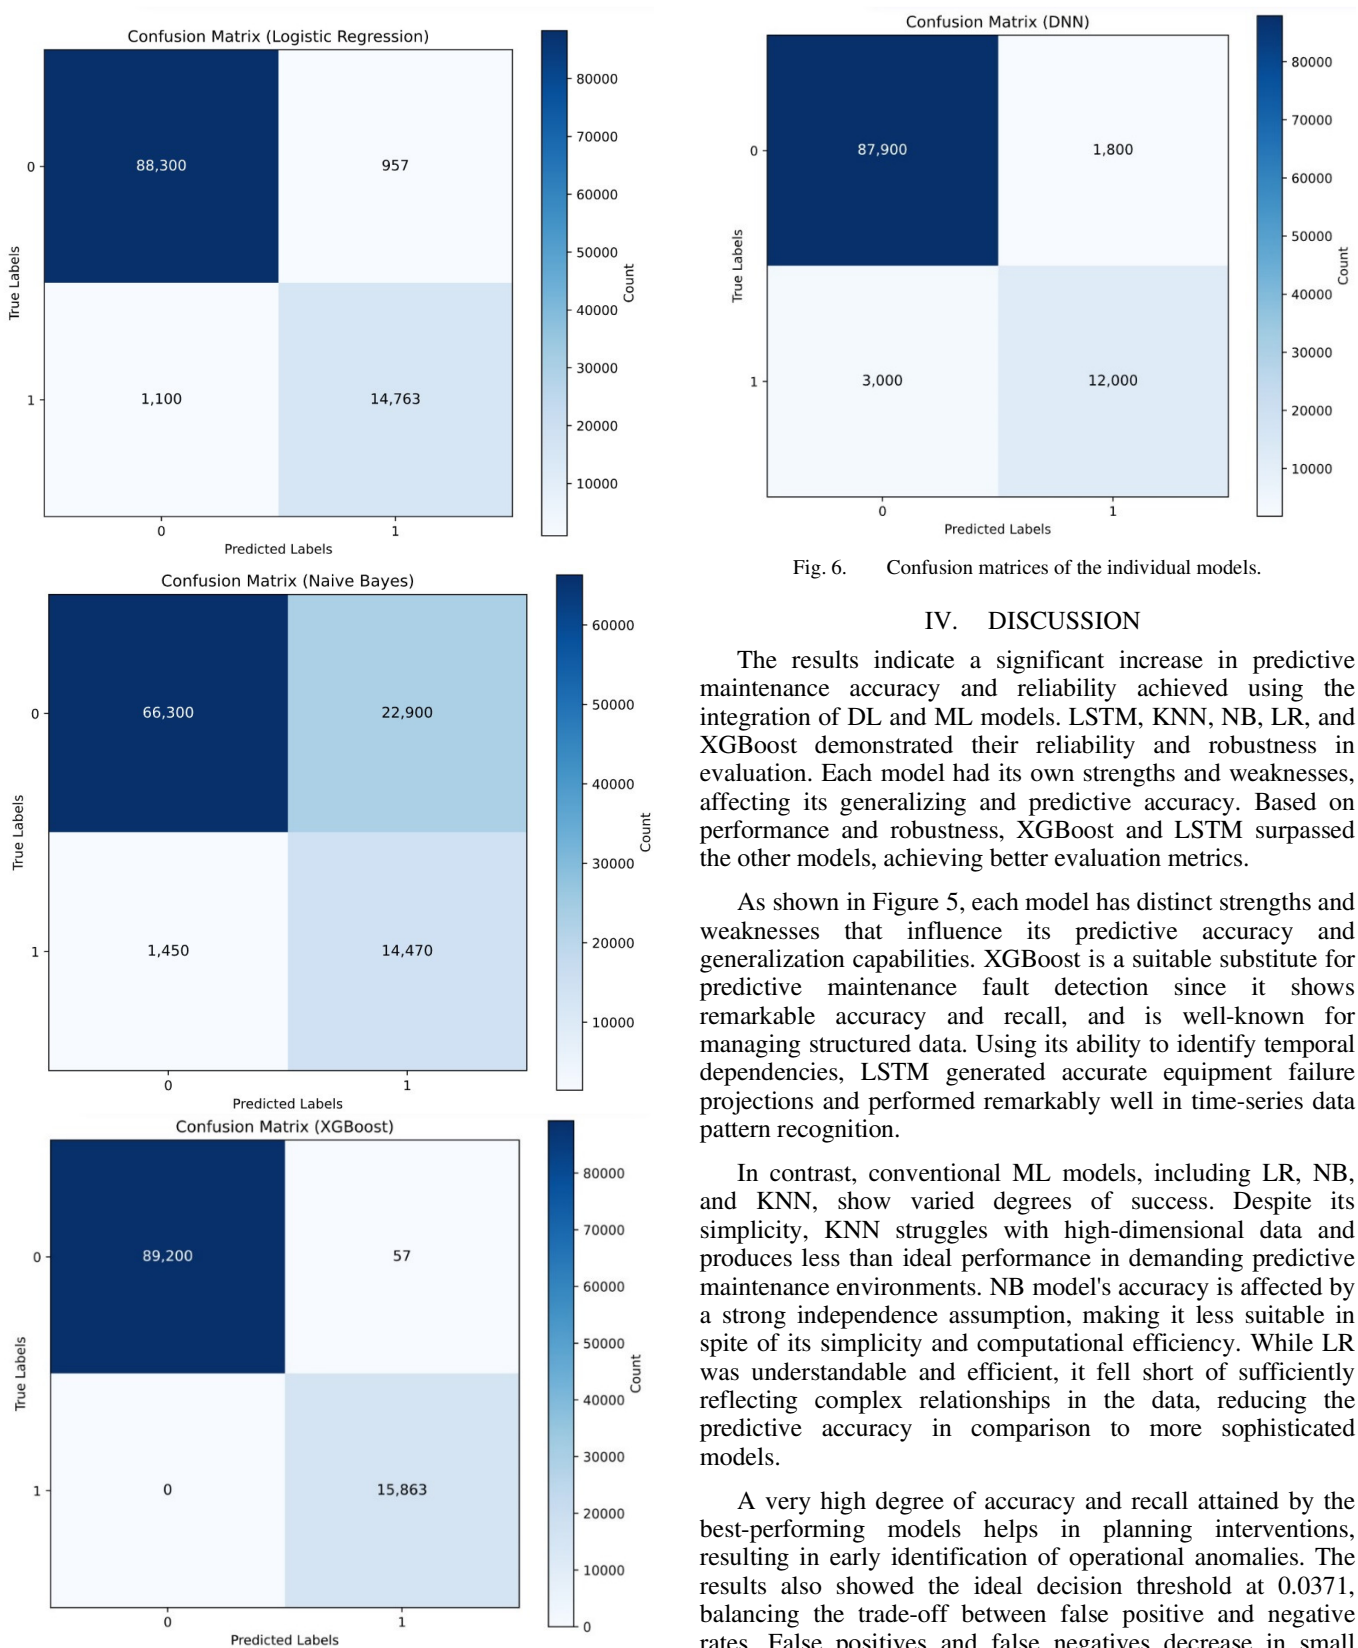 Confusion Matrix (Logistic Regression)
88,300
957
1,100
14,763
0
1
0
1
True Labels
Predicted Labels
80000
70000
60000
50000
40000
30000
20000
10000
Count
Confusion Matrix (Naive Bayes)
66,300
22,900
1,450
14,470
0
1
0
1
True Labels
Predicted Labels
60000
50000
40000
30000
20000
10000
Count
Confusion Matrix (XGBoost)
89,200
57
0
15,863
0
1
0
1
True Labels
Predicted Labels
80000
70000
60000
50000
40000
30000
20000
10000
0
Count
Confusion Matrix (DNN)
87,900
1,800
3,000
12,000
0
1
0
1
True Labels
Predicted Labels
80000
70000
60000
50000
40000
30000
20000
10000
Count
Fig. 6. Confusion matrices of the individual models.
IV. DISCUSSION
The results indicate a significant increase in predictive
maintenance accuracy and reliability achieved using the
integration of DL and ML models. LSTM, KNN, NB, LR, and
XGBoost demonstrated their reliability and robustness in
evaluation. Each model had its own strengths and weaknesses,
affecting its generalizing and predictive accuracy. Based on
performance and robustness, XGBoost and LSTM surpassed
the other models, achieving better evaluation metrics.
As shown in Figure 5, each model has distinct strengths and
weaknesses that influence its predictive accuracy and
generalization capabilities. XGBoost is a suitable substitute for
predictive maintenance fault detection since it shows
remarkable accuracy and recall, and is well-known for
managing structured data. Using its ability to identify temporal
dependencies, LSTM generated accurate equipment failure
projections and performed remarkably well in time-series data
pattern recognition.
In contrast, conventional ML models, including LR, NB,
and KNN, show varied degrees of success. Despite its
simplicity, KNN struggles with high-dimensional data and
produces less than ideal performance in demanding predictive
maintenance environments. NB model's accuracy is affected by
a strong independence assumption, making it less suitable in
spite of its simplicity and computational efficiency. While LR
was understandable and efficient, it fell short of sufficiently
reflecting complex relationships in the data, reducing the
predictive accuracy in comparison to more sophisticated
models.
A very high degree of accuracy and recall attained by the
best-performing models helps in planning interventions,
resulting in early identification of operational anomalies. The
results also showed the ideal decision threshold at 0.0371,
balancing the trade-off between false positive and negative
rates. False positives and false negatives decrease in small